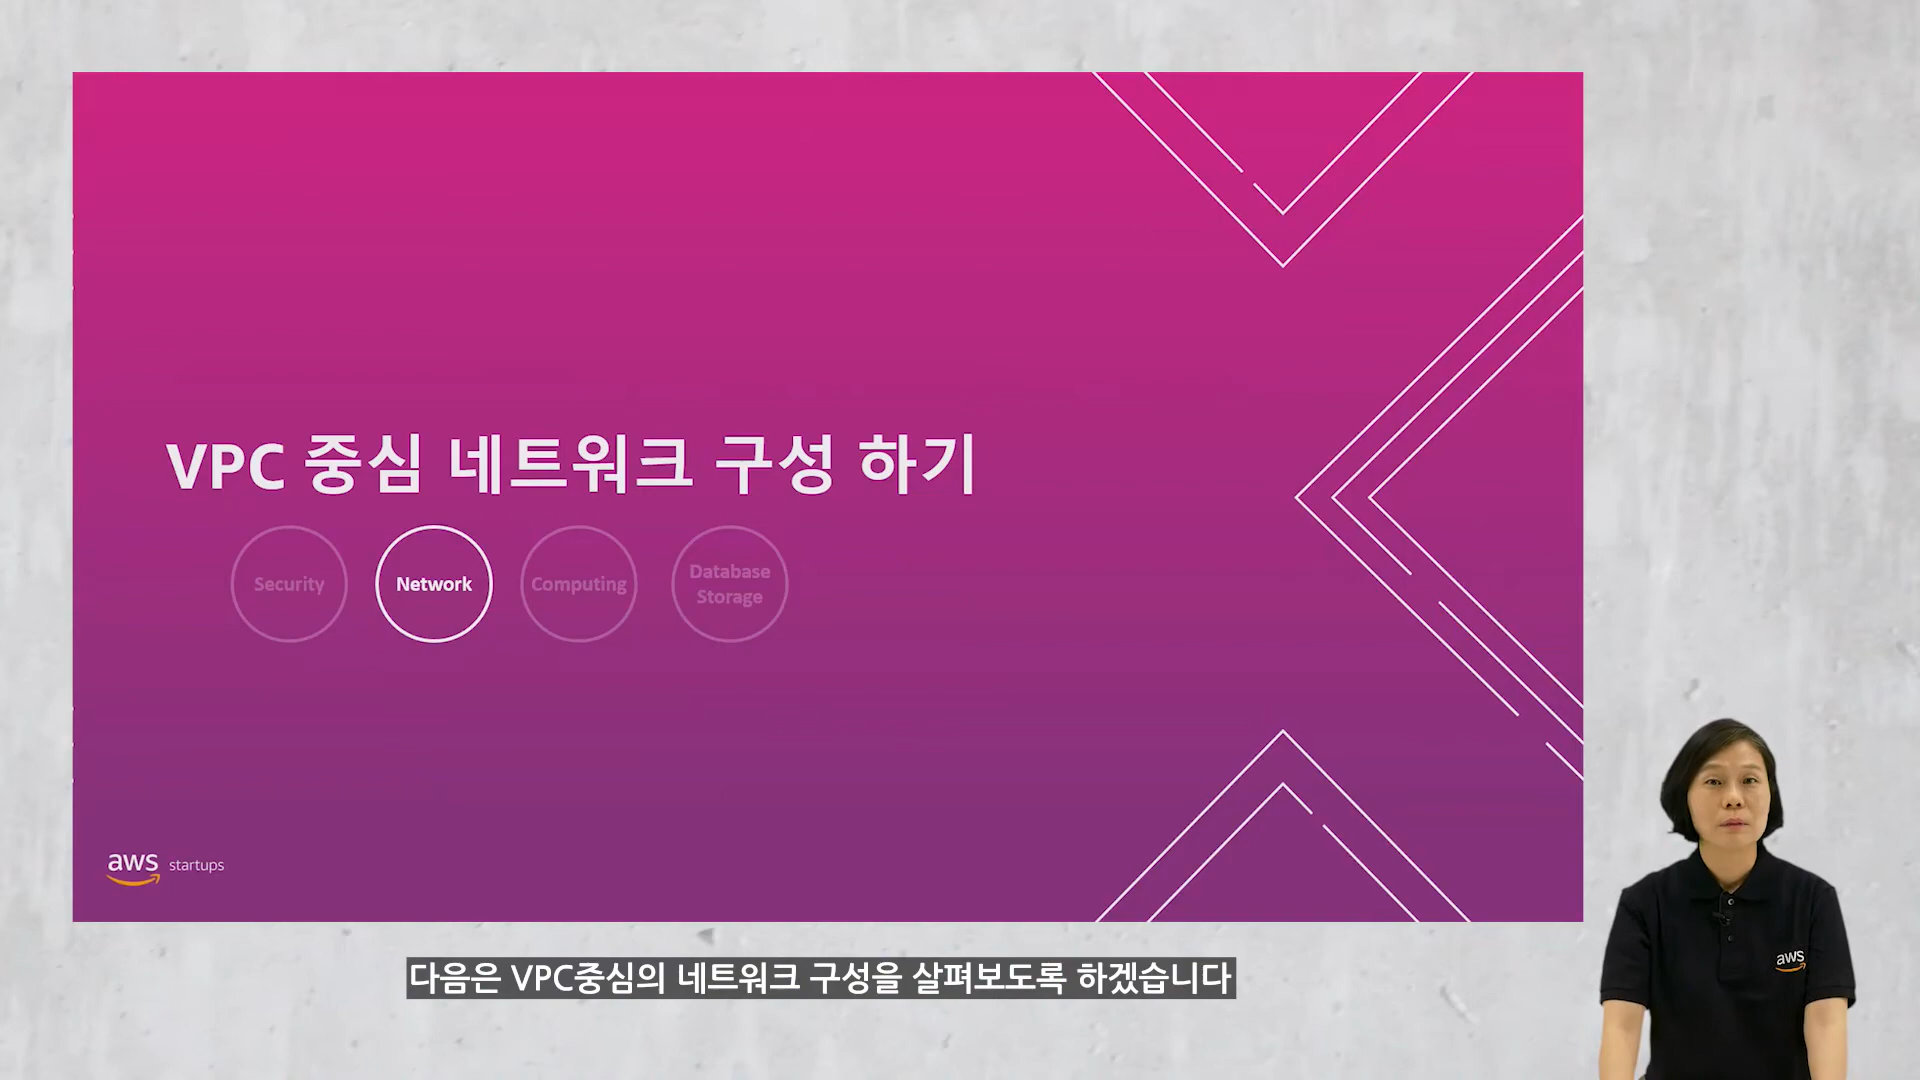 VPC 중심 네트워크 구성 하기
Security
Network
Computing
Database
Storage
aws startups
aws
다음은 VPC중심의 네트워크 구성을 살펴보도록 하겠습니다